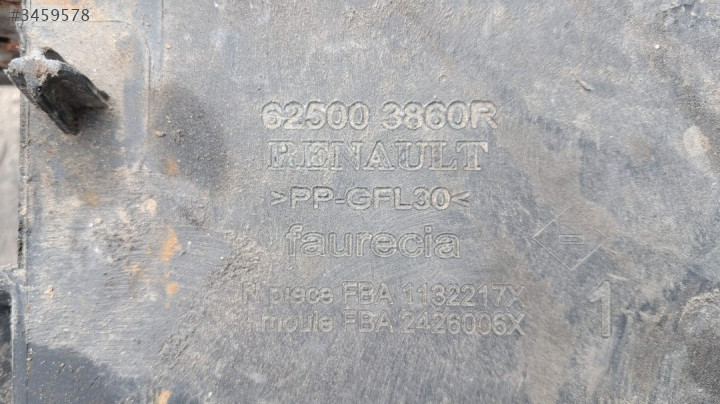 #3459578
62500 3860R
RENAULT
>PP-GFL30<
faurecia
N piece FBA 1132217X
moule FBA 2426006X
1